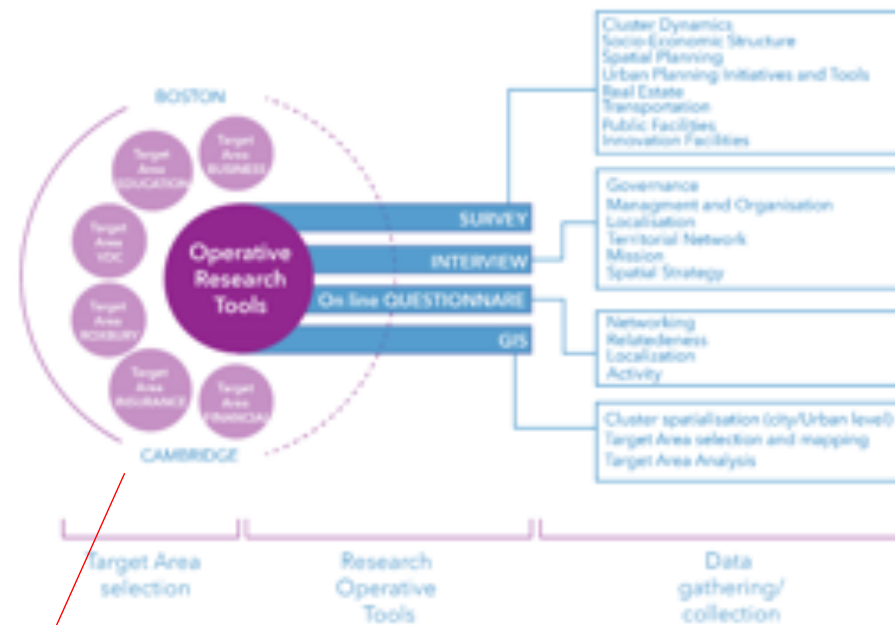 BOSTON
Target
Area
EDUCATION
Target
Area
BUSINESS
Target
Area
VDC
Target
Area
ROXBURY
Target
Area
INSURANCE
Target
Area
FINANCIAL
CAMBRIDGE
Operative
Research
Tools
SURVEY
INTERVIEW
On line QUESTIONNARE
GIS
Cluster Dynamics
Socio-Economic Structure
Spatial Planning
Urban Planning Initiatives and Tools
Real Estate
Transportation
Public Facilities
Innovation Facilities
Governance
Managment and Organisation
Localisation
Territorial Network
Mission
Spatial Strategy
Networking
Relatedeness
Localization
Activity
Cluster spatialisation (city/Urban level)
Target Area selection and mapping
Target Area Analysis
Target Area
selection
Research
Operative
Tools
Data
gathering/
collection